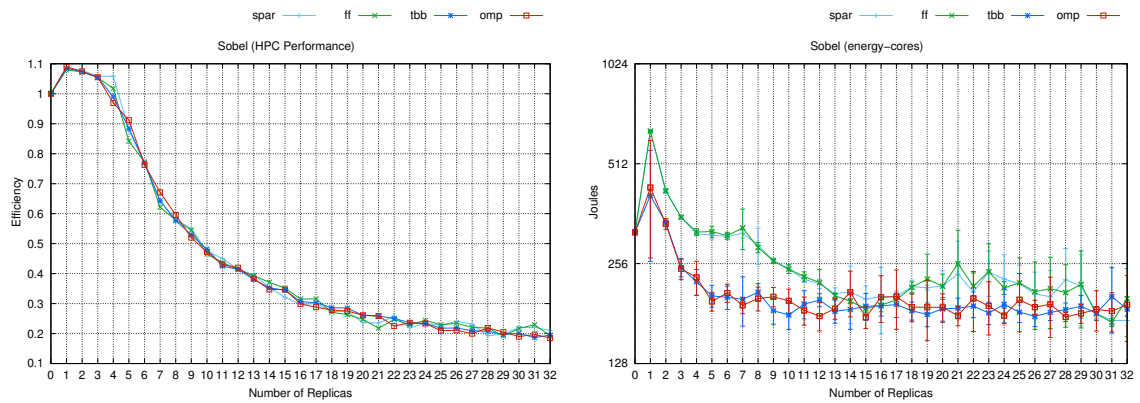 spar ff tbb omp
Sobel (HPC Performance)
1.1
1
0.9
0.8
0.7
0.6
0.5
0.4
0.3
0.2
0.1
Efficiency
0 1 2 3 4 5 6 7 8 9 10 11 12 13 14 15 16 17 18 19 20 21 22 23 24 25 26 27 28 29 30 31 32
Number of Replicas
spar ff tbb omp
Sobel (energy-cores)
1024
512
256
128
Joules
0 1 2 3 4 5 6 7 8 9 10 11 12 13 14 15 16 17 18 19 20 21 22 23 24 25 26 27 28 29 30 31 32
Number of Replicas